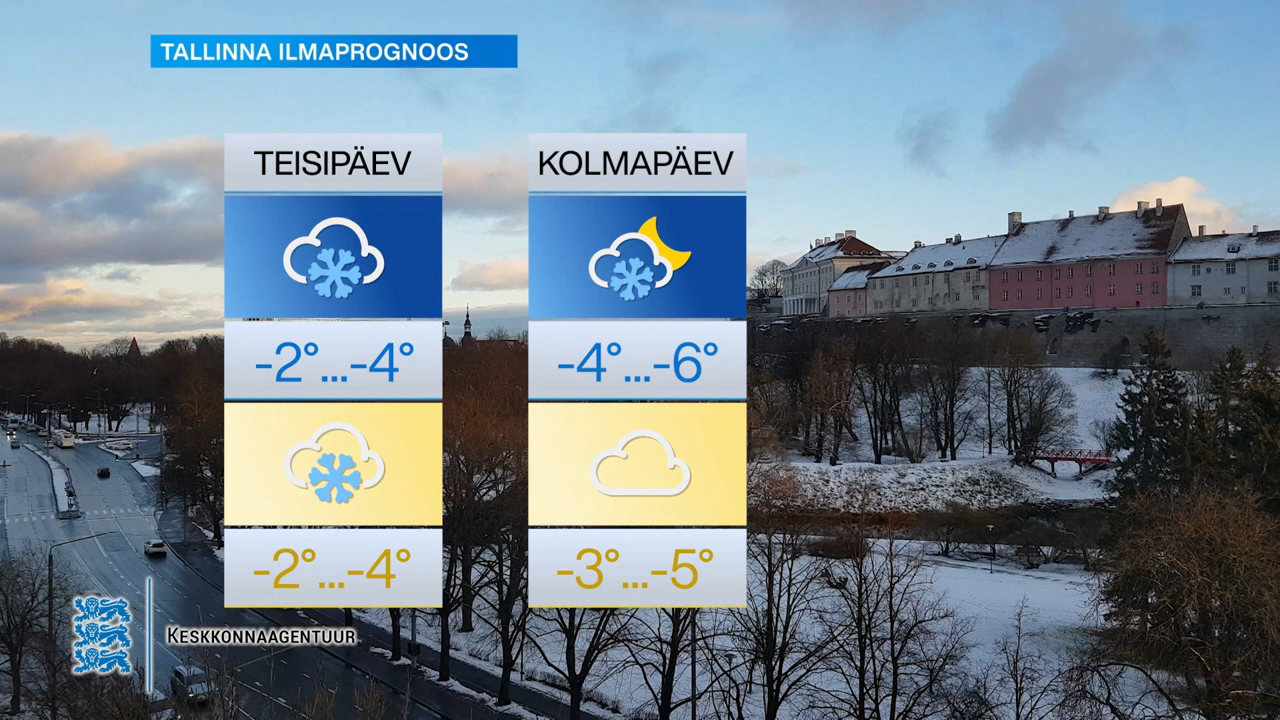 TALLINNA ILMAPROGNOOS
TEISIPÄEV
-2°...-4°
-2°...-4°
KOLMAPÄEV
-4°...-6°
-3°...-5°
KESKKONNAAGENTUUR